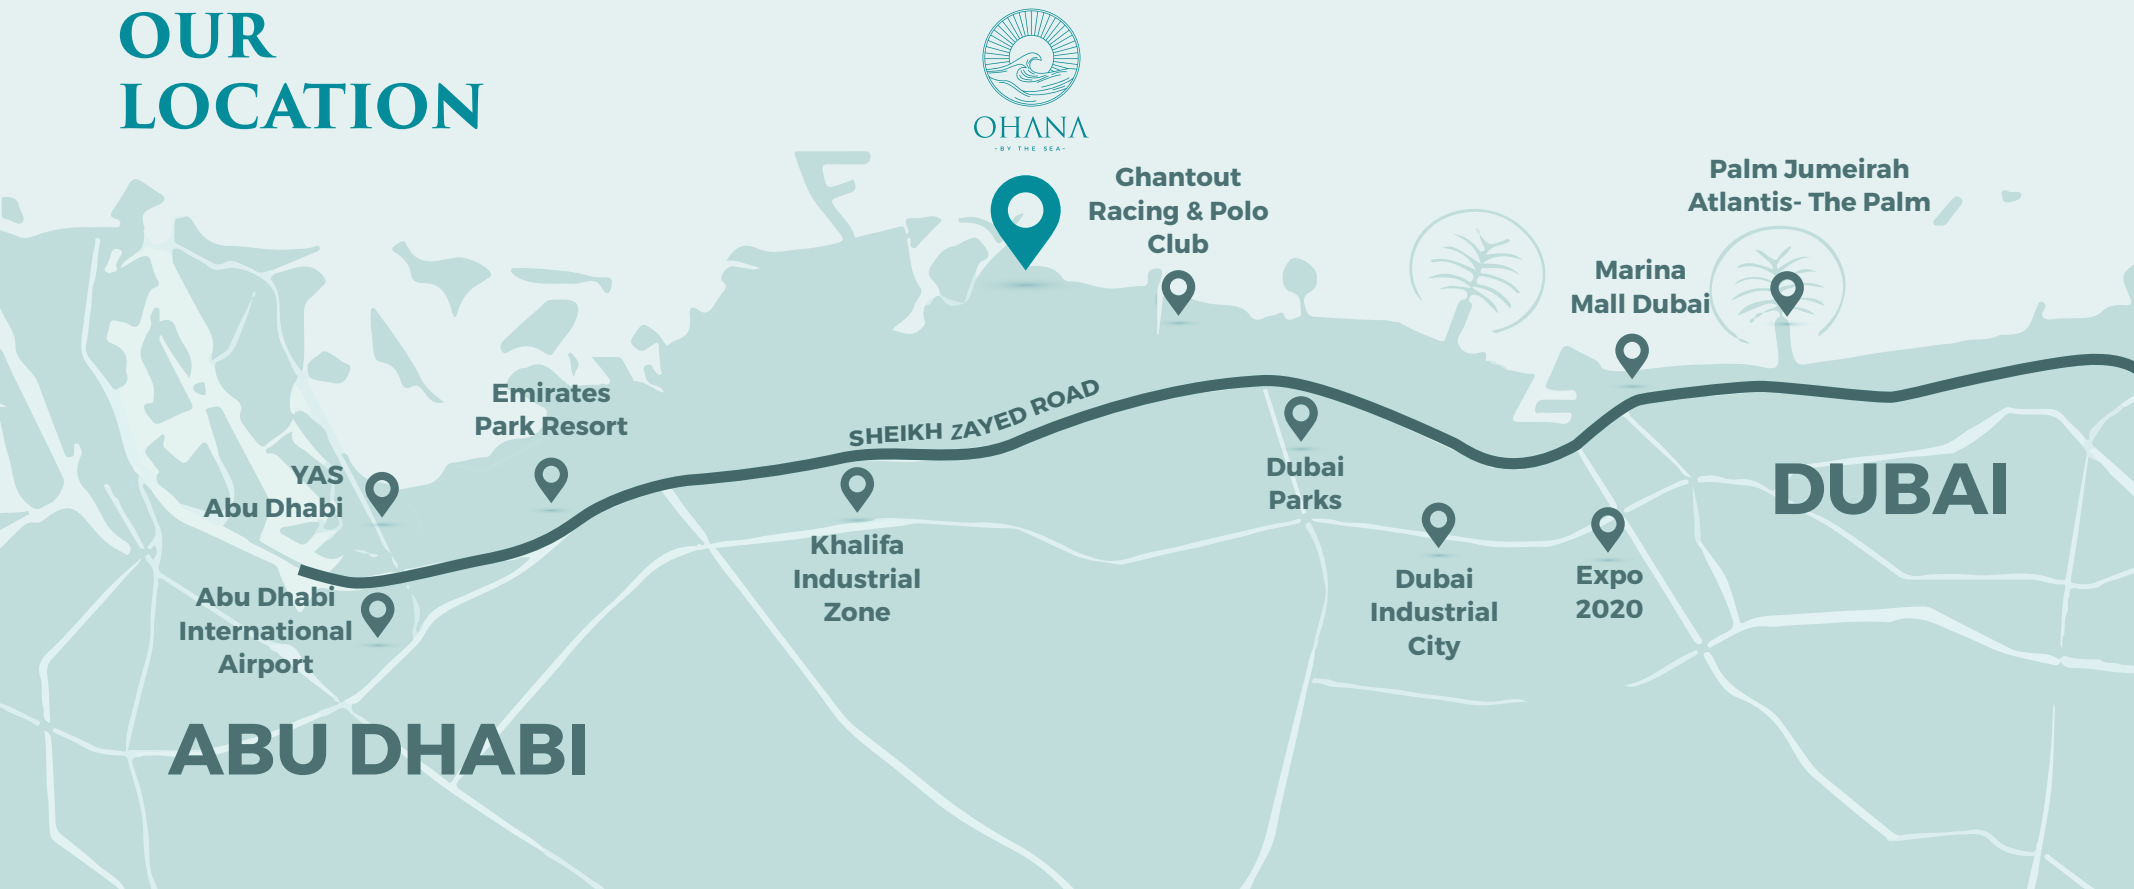 OUR
LOCATION
OHANA
-BY THE SEA-
Ghantout
Racing & Polo
Club
Palm Jumeirah
Atlantis- The Palm
Marina
Mall Dubai
Emirates
Park Resort
SHEIKH ZAYED ROAD
YAS
Abu Dhabi
Dubai
Parks
DUBAI
Khalifa
Industrial
Zone
Dubai
Industrial
City
Expo
2020
Abu Dhabi
International
Airport
ABU DHABI